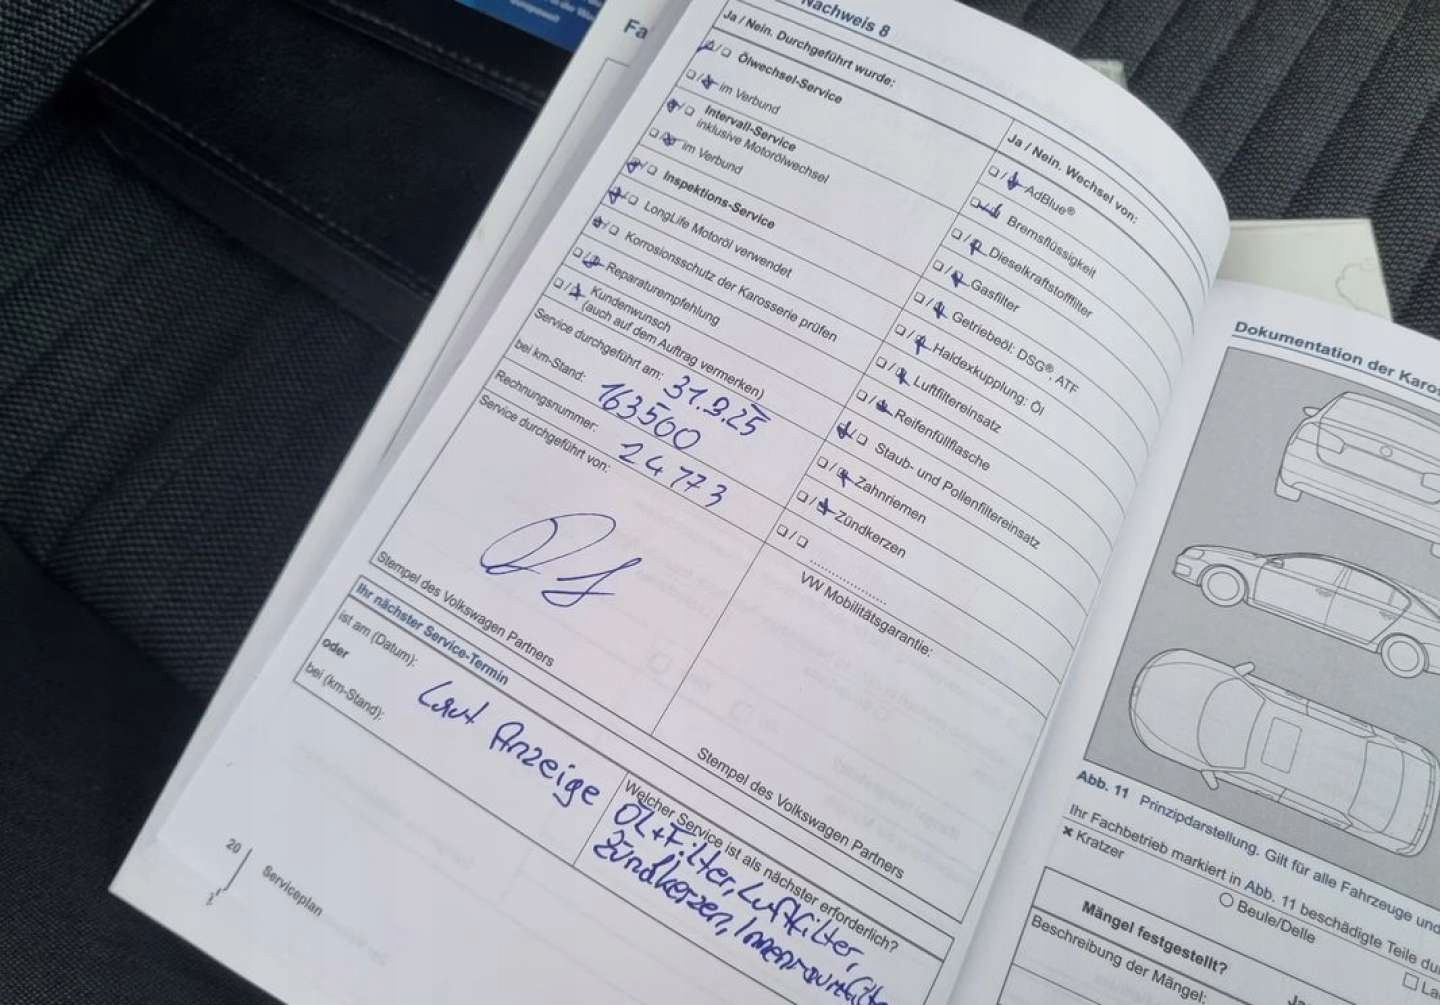 Nachweis 8
Ja / Nein. Durchgeführt wurde:
Ölwechsel-Service
im Verbund
Intervall-Service
inklusive Motorölwechsel
im Verbund
Inspektions-Service
LongLife Motoröl verwendet
Korrosionsschutz der Karosserie prüfen
Reparaturempfehlung
Kundenwunsch
(auch auf dem Auftrag vermerken)
Service durchgeführt am: 31.9.25
bei km-Stand: 163500
Rechnungsnummer: 24773
Service durchgeführt von:
Stempel des Volkswagen Partners
Ja / Nein. Wechsel von:
AdBlue®
Bremsflüssigkeit
Dieselkraftstofffilter
Gasfilter
Getriebeöl: DSG®, ATF
Haldexkupplung: Öl
Luftfiltereinsatz
Reifenfüllflasche
Staub- und Pollenfiltereinsatz
Zahnriemen
Zündkerzen
VW Mobilitätsgarantie:
Stempel des Volkswagen Partners
Ihr nächster Service-Termin
ist am (Datum):
oder
bei (km-Stand):
Laut Anzeige
Welcher Service ist als nächster erforderlich?
ÖL+Filter, Luftfilter,
Zündkerzen,
20
Serviceplan
Fa
Dokumentation der Karos
Abb. 11 Prinzipdarstellung. Gilt für alle Fahrzeuge und
Ihr Fachbetrieb markiert in Abb. 11 beschädigte Teile du
× Kratzer
Beule/Delle
La
Mängel festgestellt?
Ja
Beschreibung der Mängel: